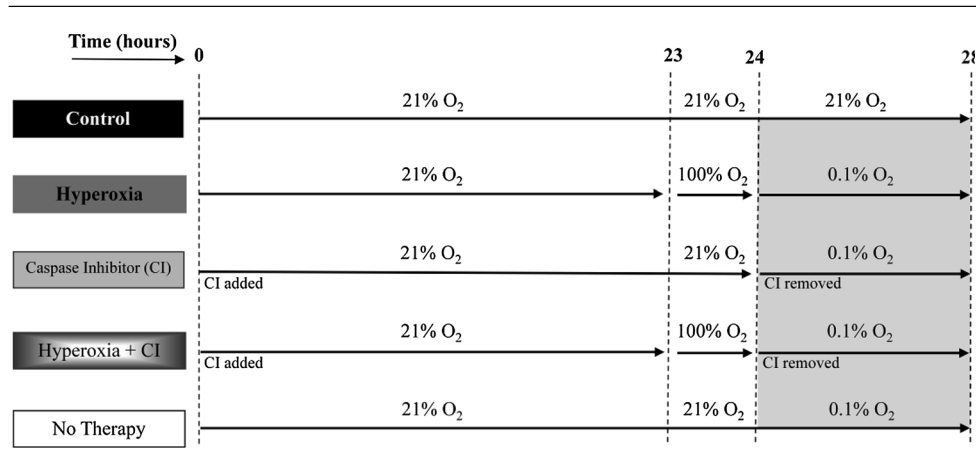 Time (hours)
0 23 24 28
21% O₂ 21% O₂ 21% O₂
Control
21% O₂ 100% O₂ 0.1% O₂
Hyperoxia
21% O₂ 21% O₂ 0.1% O₂
Caspase Inhibitor (CI)
CI added CI removed
21% O₂ 100% O₂ 0.1% O₂
Hyperoxia + CI
CI added CI removed
21% O₂ 21% O₂ 0.1% O₂
No Therapy